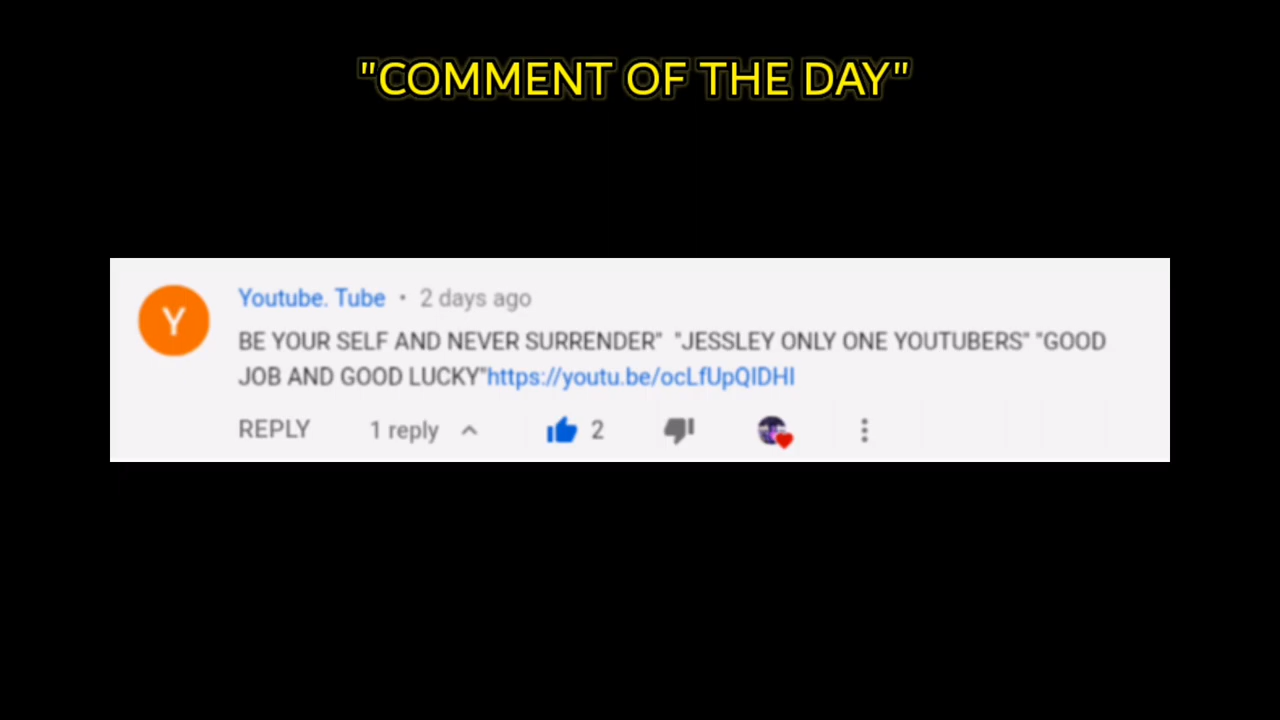 "COMMENT OF THE DAY"
Y
Youtube. Tube • 2 days ago
BE YOUR SELF AND NEVER SURRENDER"  "JESSLEY ONLY ONE YOUTUBERS" "GOOD
JOB AND GOOD LUCKY"https://youtu.be/ocLfUpQIDHI
REPLY 1 reply 2